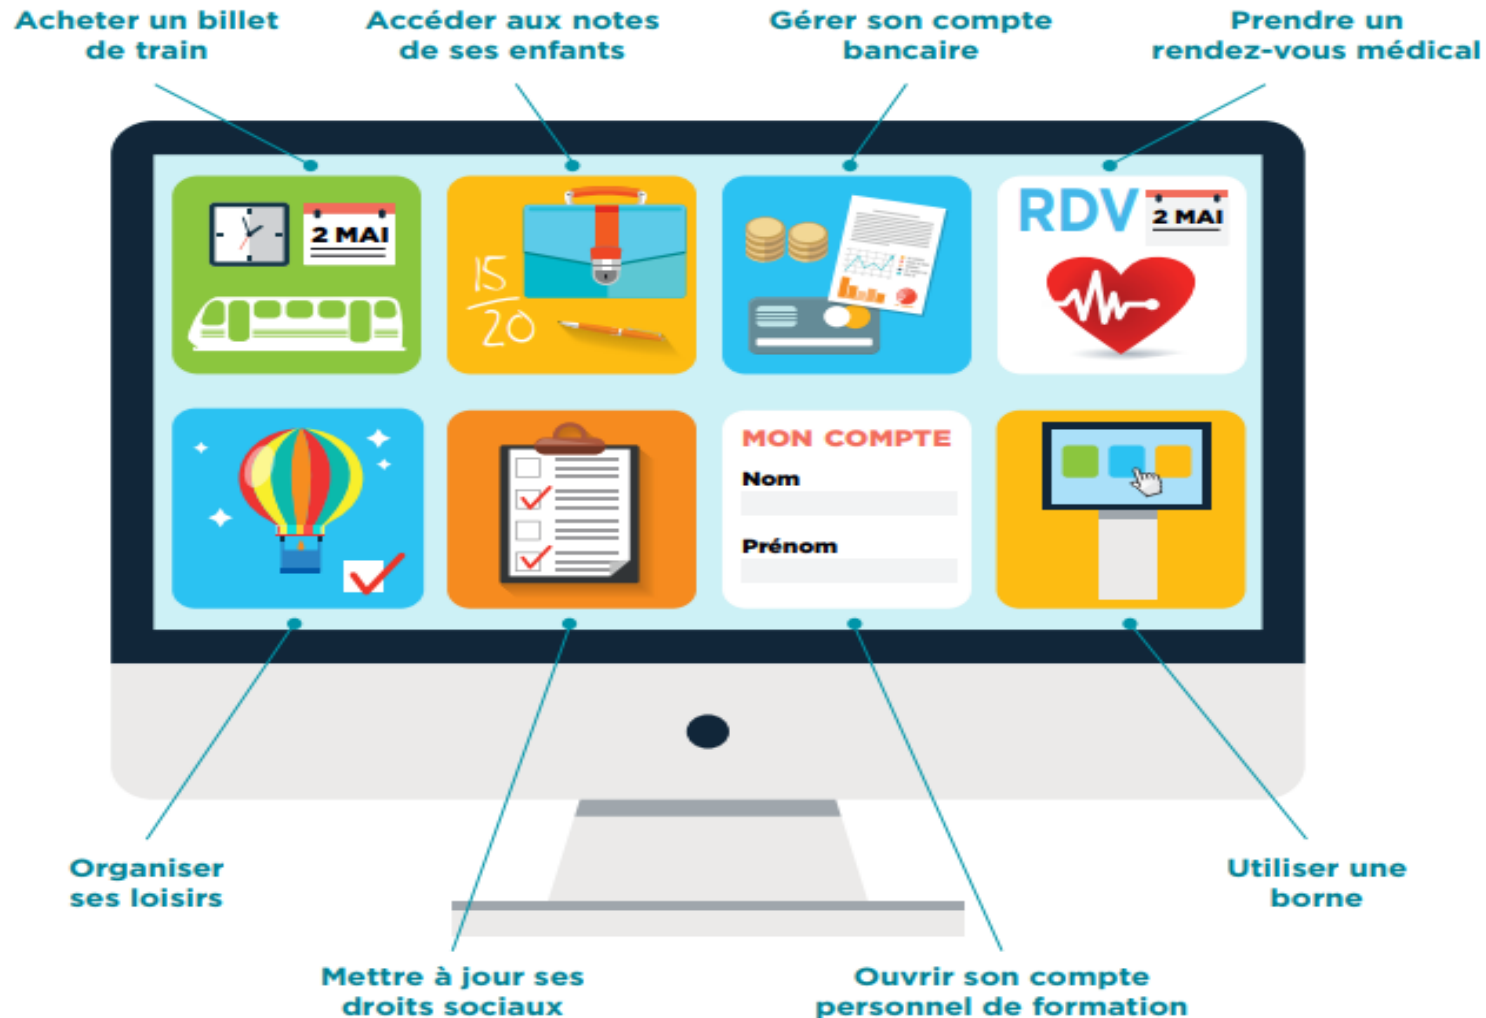 Acheter un billet
de train
Accéder aux notes
de ses enfants
Gérer son compte
bancaire
Prendre un
rendez-vous médical
2 MAI
15
20
RDV
2 MAI
MON COMPTE
Nom
Prénom
Organiser
ses loisirs
Utiliser une
borne
Mettre à jour ses
droits sociaux
Ouvrir son compte
personnel de formation